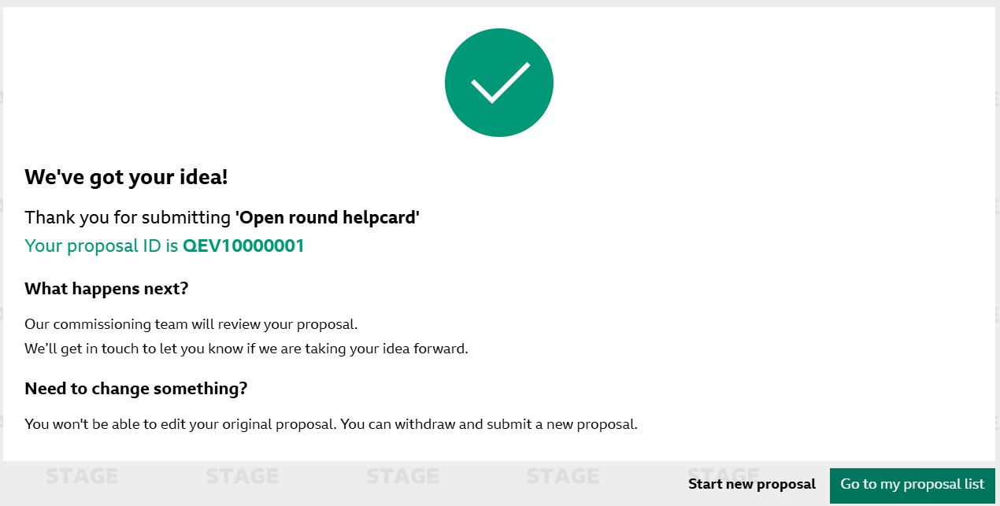 We've got your idea!
Thank you for submitting 'Open round helpcard'
Your proposal ID is QEV10000001
What happens next?
Our commissioning team will review your proposal.
We’ll get in touch to let you know if we are taking your idea forward.
Need to change something?
You won't be able to edit your original proposal. You can withdraw and submit a new proposal.
STAGE STAGE STAGE STAGE STAGE
Start new proposal Go to my proposal list